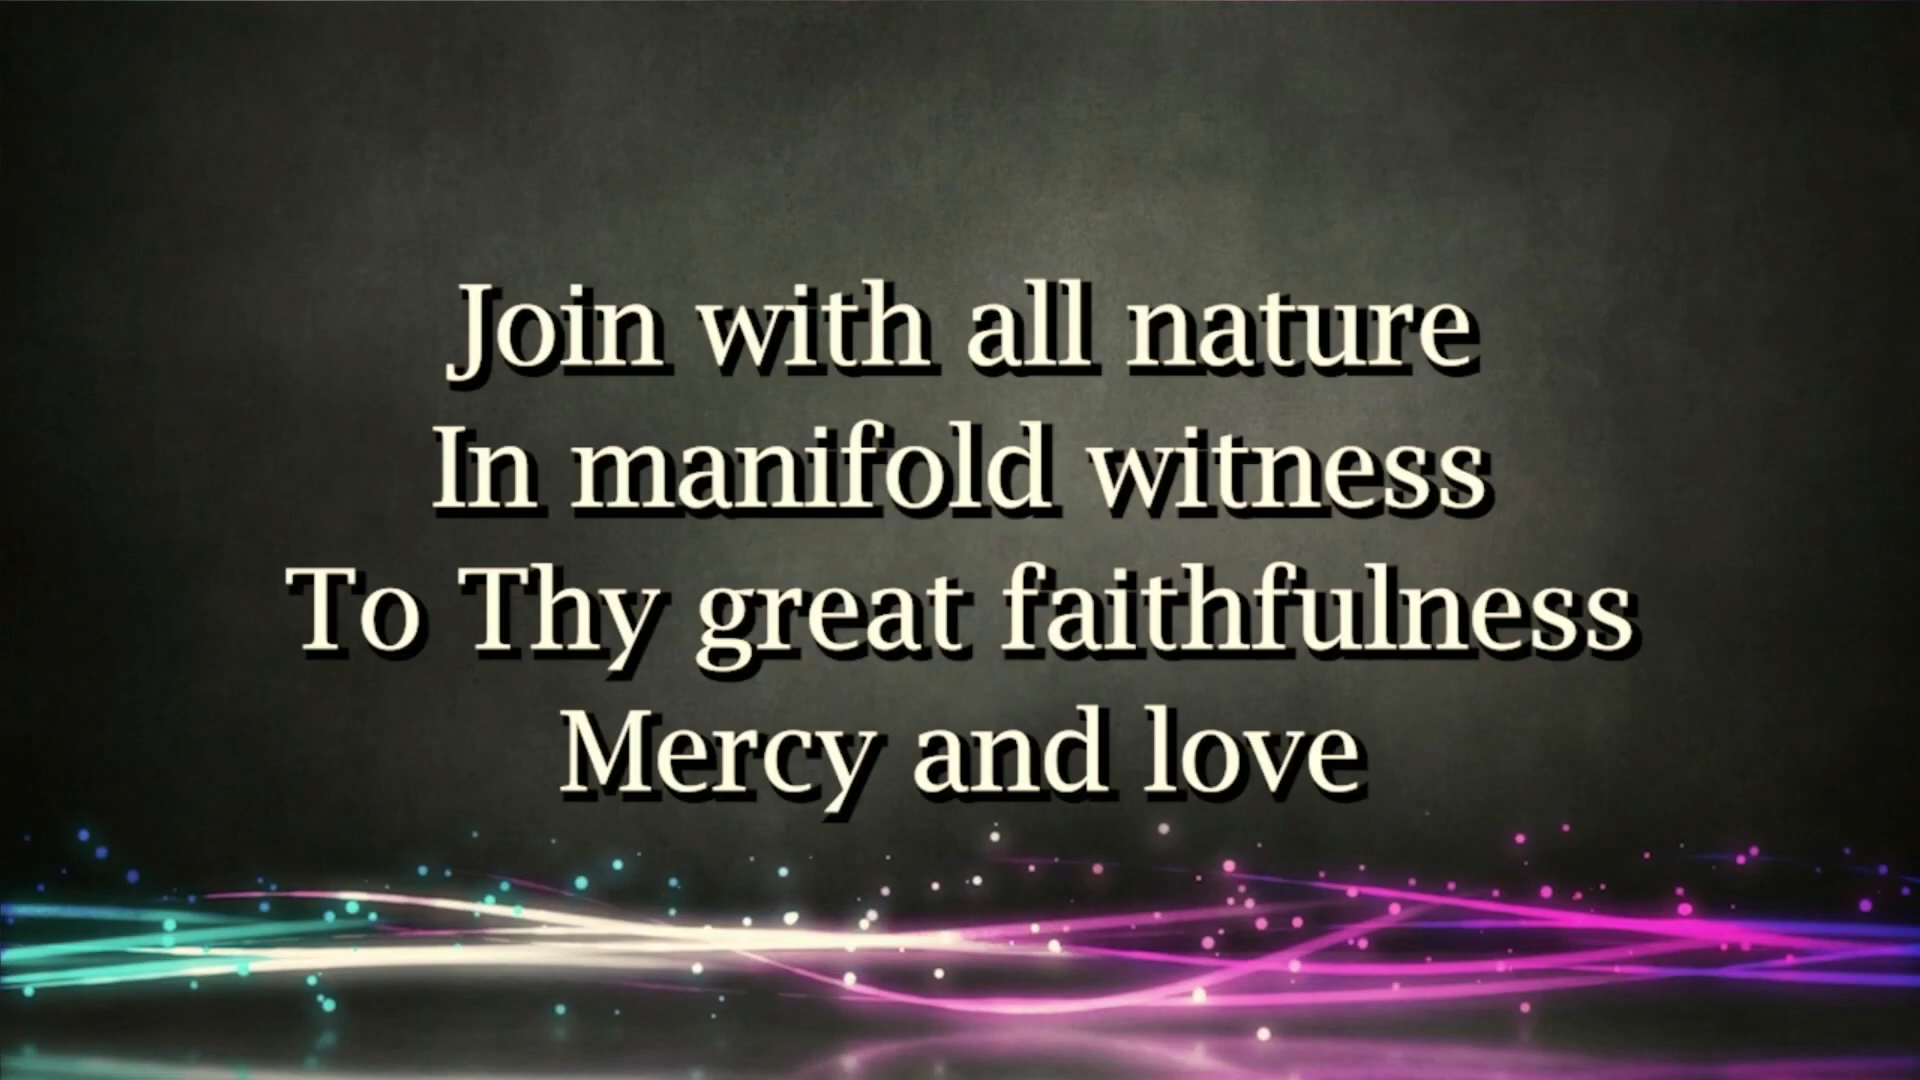 Join with all nature
In manifold witness
To Thy great faithfulness
Mercy and love